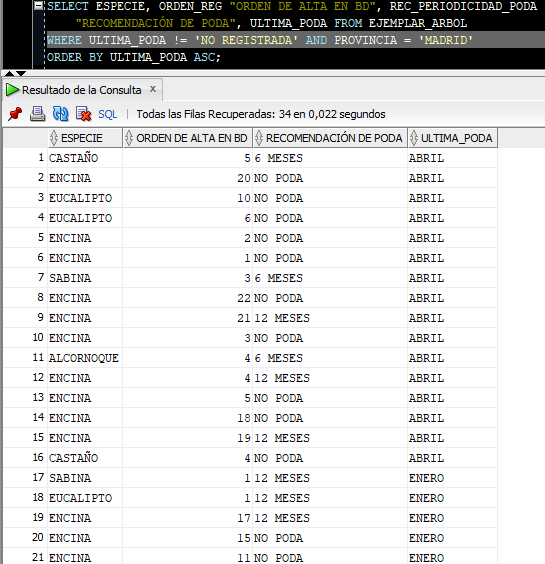 SELECT ESPECIE, ORDEN_REG "ORDEN DE ALTA EN BD", REC_PERIODICIDAD_PODA
"RECOMENDACIÓN DE PODA", ULTIMA_PODA FROM EJEMPLAR_ARBOL
WHERE ULTIMA_PODA != 'NO REGISTRADA' AND PROVINCIA = 'MADRID'
ORDER BY ULTIMA_PODA ASC;
Resultado de la Consulta x
SQL | Todas las Filas Recuperadas: 34 en 0,022 segundos
ESPECIE ORDEN DE ALTA EN BD RECOMENDACIÓN DE PODA ULTIMA_PODA
1 CASTAÑO 5 6 MESES ABRIL
2 ENCINA 20 NO PODA ABRIL
3 EUCALIPTO 10 NO PODA ABRIL
4 EUCALIPTO 6 NO PODA ABRIL
5 ENCINA 2 NO PODA ABRIL
6 ENCINA 1 NO PODA ABRIL
7 SABINA 3 6 MESES ABRIL
8 ENCINA 22 NO PODA ABRIL
9 ENCINA 21 12 MESES ABRIL
10 ENCINA 3 NO PODA ABRIL
11 ALCORNOQUE 4 6 MESES ABRIL
12 ENCINA 4 12 MESES ABRIL
13 ENCINA 5 NO PODA ABRIL
14 ENCINA 18 NO PODA ABRIL
15 ENCINA 19 12 MESES ABRIL
16 CASTAÑO 4 NO PODA ABRIL
17 SABINA 1 12 MESES ENERO
18 EUCALIPTO 1 12 MESES ENERO
19 ENCINA 17 12 MESES ENERO
20 ENCINA 15 NO PODA ENERO
21 ENCINA 11 NO PODA ENERO